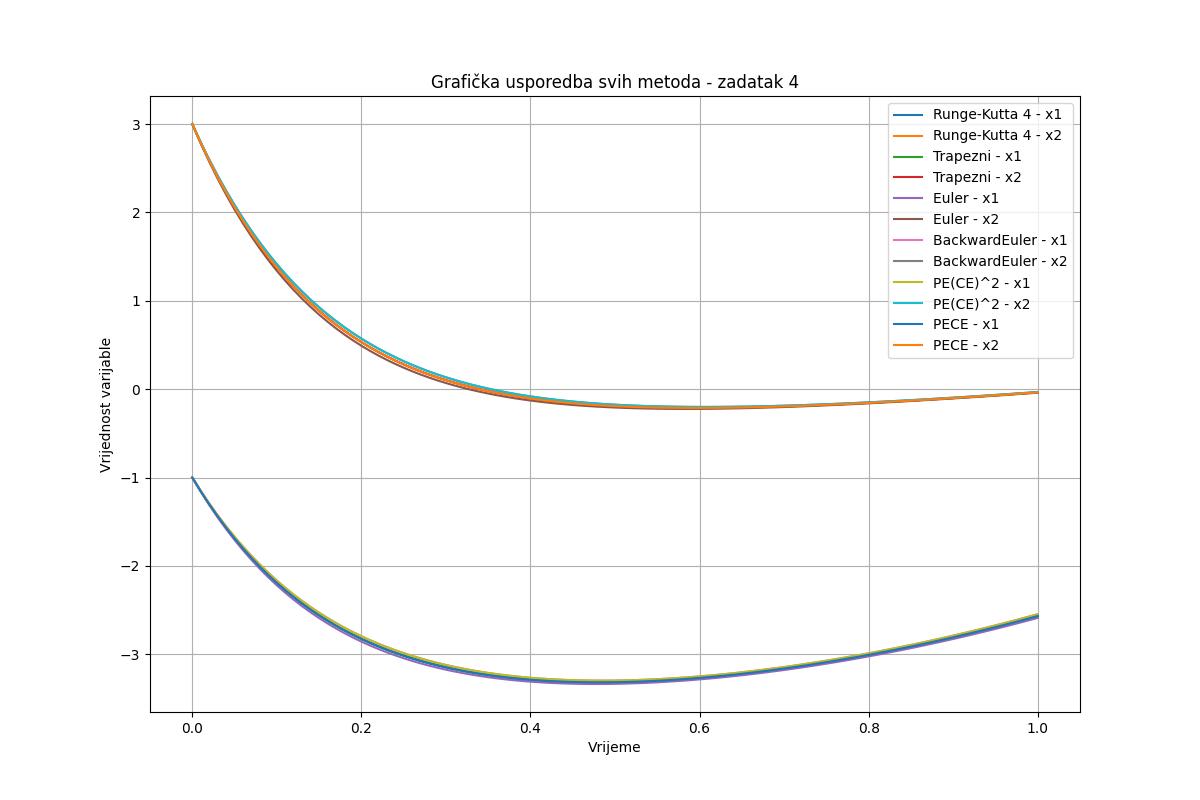 Grafička usporedba svih metoda - zadatak 4
Runge-Kutta 4 - x1
Runge-Kutta 4 - x2
Trapezni - x1
Trapezni - x2
Euler - x1
Euler - x2
BackwardEuler - x1
BackwardEuler - x2
PE(CE)^2 - x1
PE(CE)^2 - x2
PECE - x1
PECE - x2
Vrijednost varijable
3
2
1
0
−1
−2
−3
0.0 0.2 0.4 0.6 0.8 1.0
Vrijeme